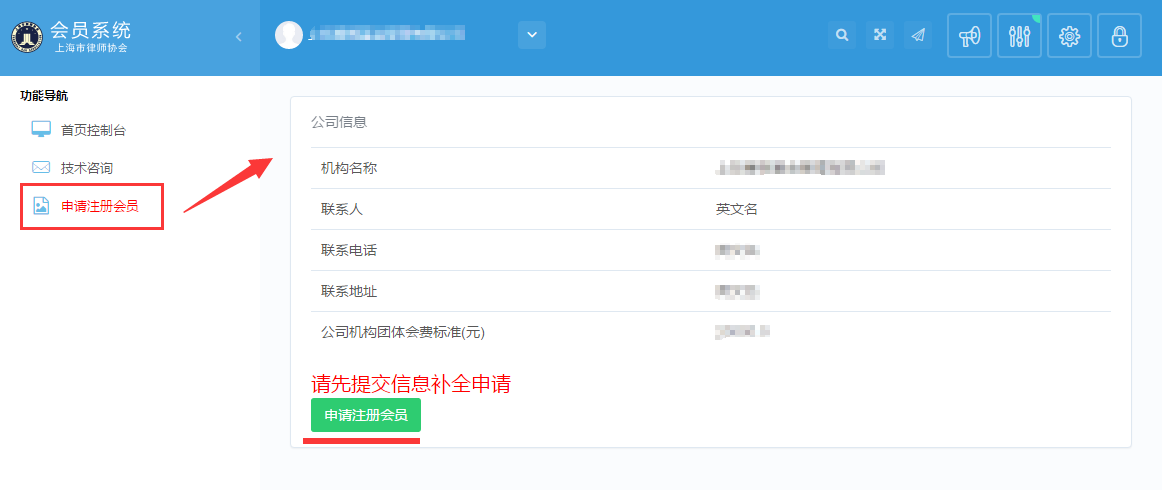 会员系统
上海市律师协会
功能导航
首页控制台
技术咨询
申请注册会员
公司信息
机构名称
联系人 英文名
联系电话
联系地址
公司机构团体会费标准(元)
请先提交信息补全申请
申请注册会员